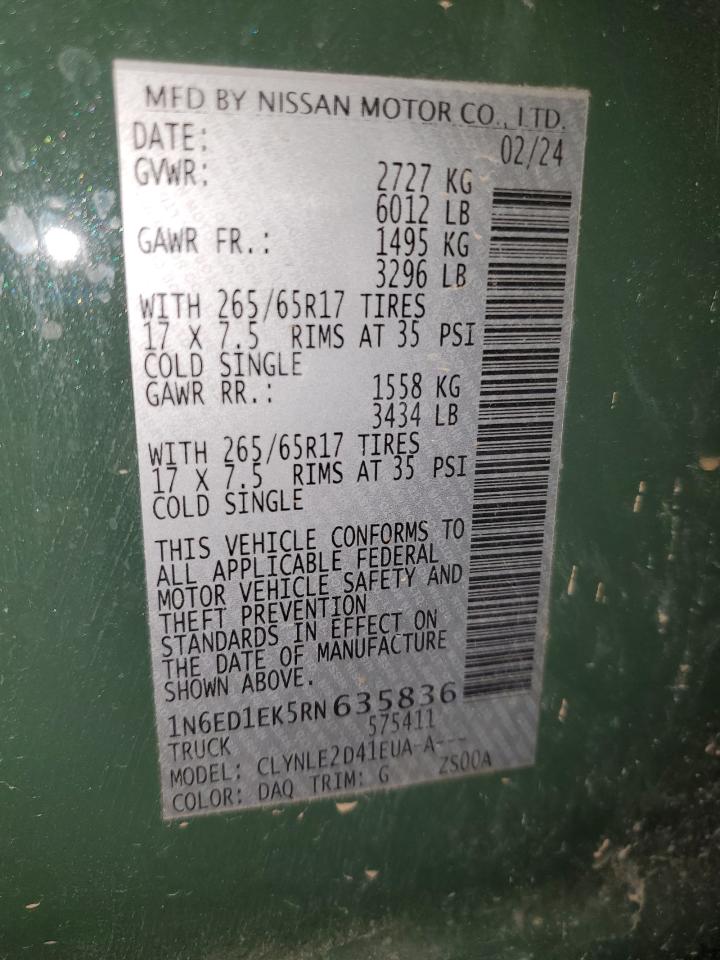 MFD BY NISSAN MOTOR CO., LTD.
DATE: 02/24
GVWR: 2727 KG
6012 LB
GAWR FR.: 1495 KG
3296 LB
WITH 265/65R17 TIRES
17 X 7.5 RIMS AT 35 PSI
COLD SINGLE
GAWR RR.: 1558 KG
3434 LB
WITH 265/65R17 TIRES
17 X 7.5 RIMS AT 35 PSI
COLD SINGLE
THIS VEHICLE CONFORMS TO
ALL APPLICABLE FEDERAL
MOTOR VEHICLE SAFETY AND
THEFT PREVENTION
STANDARDS IN EFFECT ON
THE DATE OF MANUFACTURE
SHOWN ABOVE.
1N6ED1EK5RN635836
TRUCK 575411
MODEL: CLYNLE2D41EUA-A---
COLOR: DAQ TRIM: G ZS00A